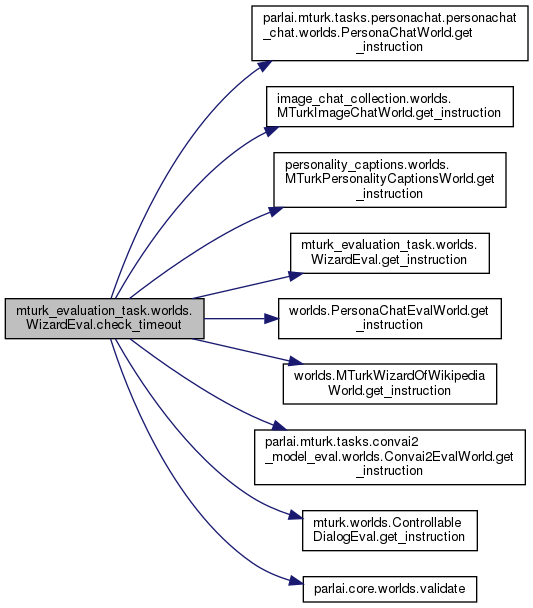 parlai.mturk.tasks.personachat.personachat
_chat.worlds.PersonaChatWorld.get
_instruction
image_chat_collection.worlds.
MTurkImageChatWorld.get_instruction
personality_captions.worlds.
MTurkPersonalityCaptionsWorld.get
_instruction
mturk_evaluation_task.worlds.
WizardEval.get_instruction
mturk_evaluation_task.worlds.
WizardEval.check_timeout
worlds.PersonaChatEvalWorld.get
_instruction
worlds.MTurkWizardOfWikipedia
World.get_instruction
parlai.mturk.tasks.convai2
_model_eval.worlds.Convai2EvalWorld.get
_instruction
mturk.worlds.Controllable
DialogEval.get_instruction
parlai.core.worlds.validate